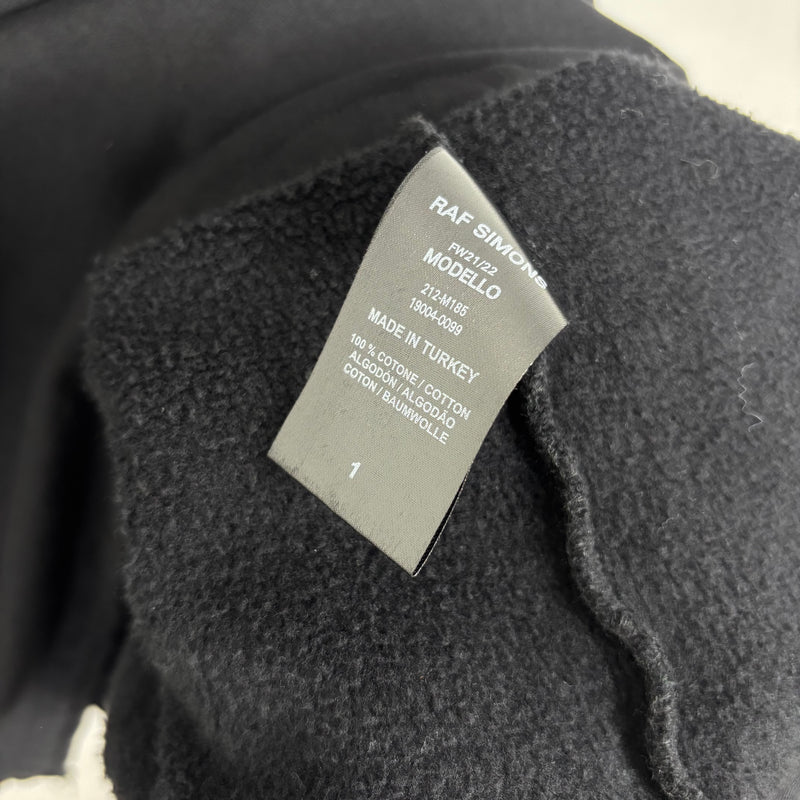 RAF SIMONS
FW21/22
MODELLO
212-M185
19004-0099
MADE IN TURKEY
100 % COTONE / COTTON
ALGODÓN / ALGODÃO
COTON / BAUMWOLLE
1